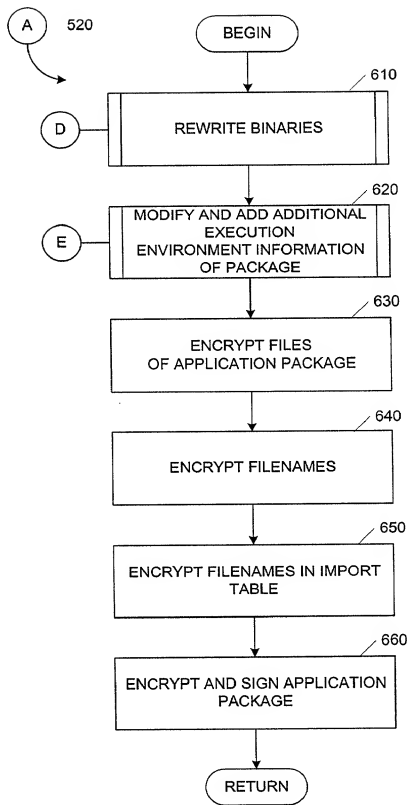 A
520
BEGIN
610
D
REWRITE BINARIES
620
E
MODIFY AND ADD ADDITIONAL
EXECUTION
ENVIRONMENT INFORMATION
OF PACKAGE
630
ENCRYPT FILES
OF APPLICATION PACKAGE
640
ENCRYPT FILENAMES
650
ENCRYPT FILENAMES IN IMPORT
TABLE
660
ENCRYPT AND SIGN APPLICATION
PACKAGE
RETURN